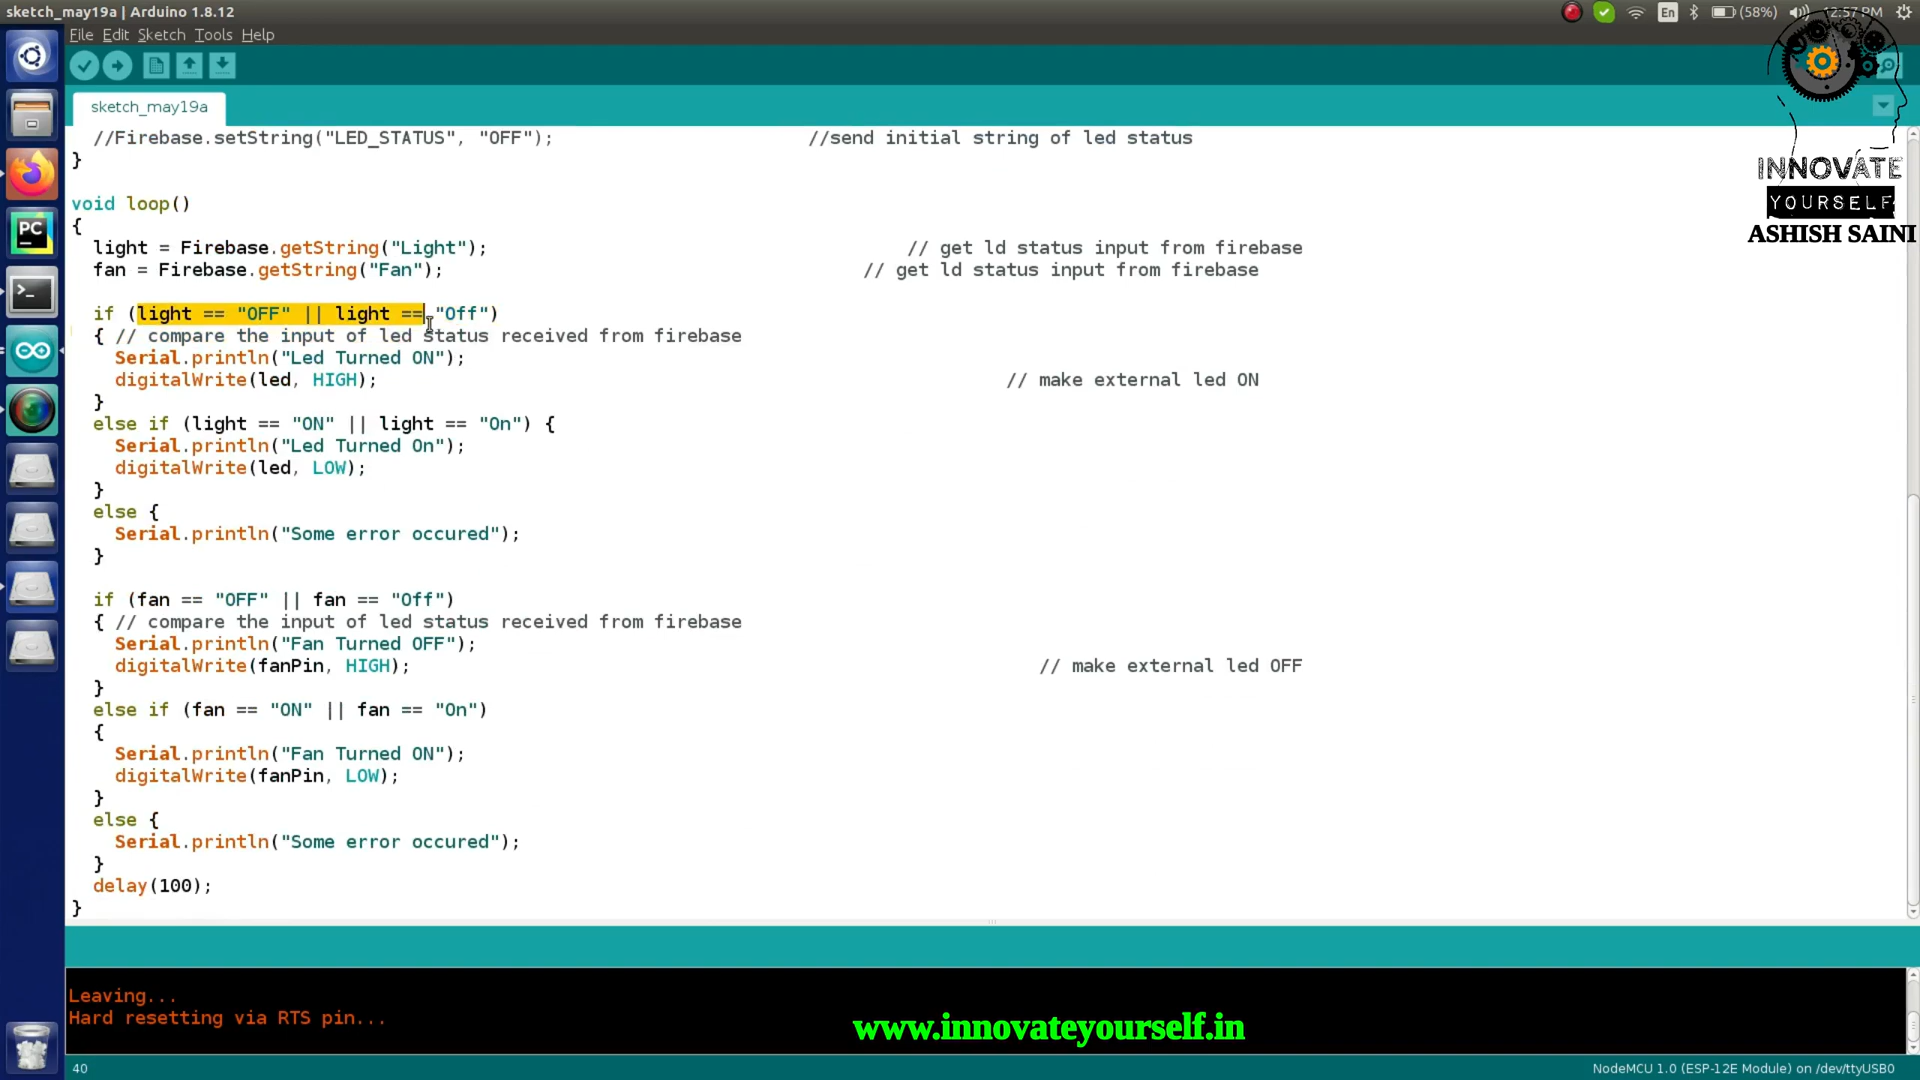 sketch_may19a | Arduino 1.8.12
En (58%) 12:57 PM
File Edit Sketch Tools Help
sketch_may19a
//Firebase.setString("LED_STATUS", "OFF"); //send initial string of led status
}
void loop()
{
light = Firebase.getString("Light"); // get ld status input from firebase
fan = Firebase.getString("Fan"); // get ld status input from firebase
if (light == "OFF" || light == "Off")
{ // compare the input of led status received from firebase
Serial.println("Led Turned ON");
digitalWrite(led, HIGH); // make external led ON
}
else if (light == "ON" || light == "On") {
Serial.println("Led Turned On");
digitalWrite(led, LOW);
}
else {
Serial.println("Some error occured");
}
if (fan == "OFF" || fan == "Off")
{ // compare the input of led status received from firebase
Serial.println("Fan Turned OFF");
digitalWrite(fanPin, HIGH); // make external led OFF
}
else if (fan == "ON" || fan == "On")
{
Serial.println("Fan Turned ON");
digitalWrite(fanPin, LOW);
}
else {
Serial.println("Some error occured");
}
delay(100);
}
Leaving...
Hard resetting via RTS pin...
40
NodeMCU 1.0 (ESP-12E Module) on /dev/ttyUSB0
PC
INNOVATE
YOURSELF
ASHISH SAINI
www.innovateyourself.in